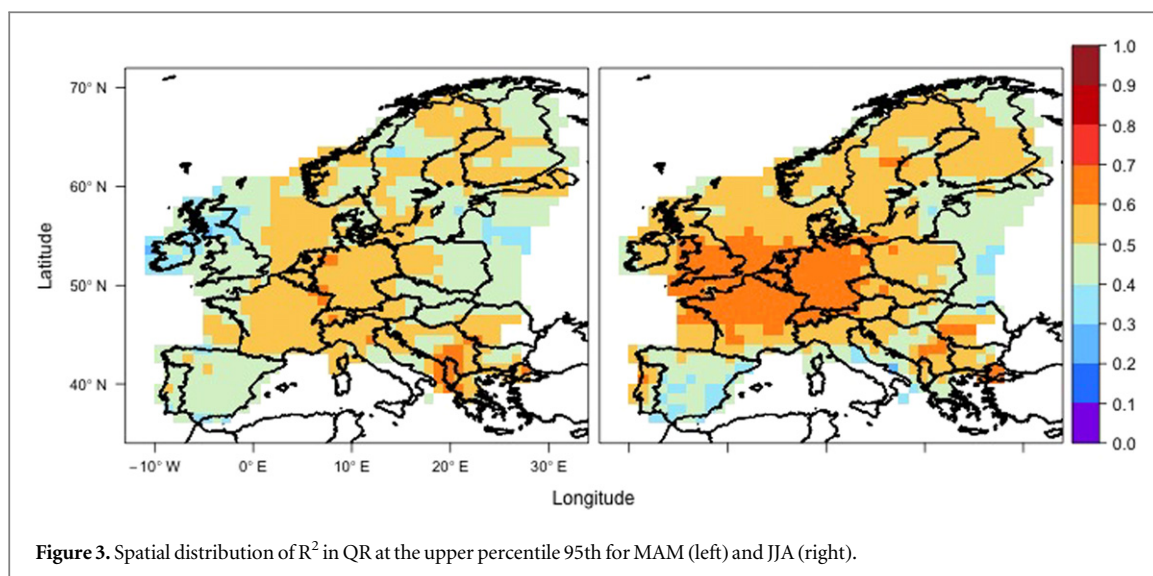 70° N
60° N
50° N
40° N
Latitude
−10° W 0° E 10° E 20° E 30° E
Longitude
1.0
0.9
0.8
0.7
0.6
0.5
0.4
0.3
0.2
0.1
0.0
Figure 3. Spatial distribution of R² in QR at the upper percentile 95th for MAM (left) and JJA (right).